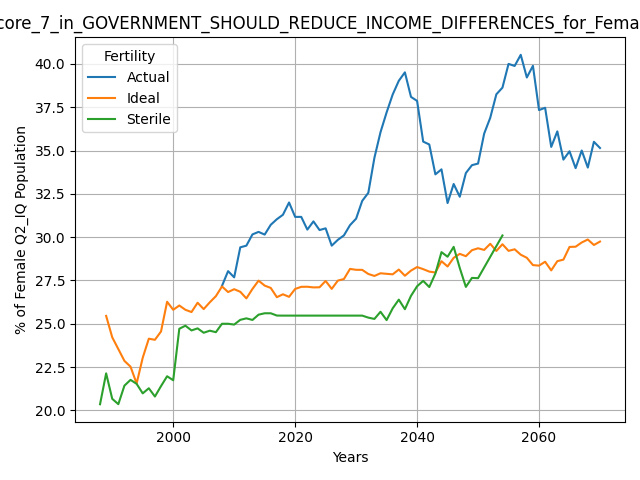 core_7_in_GOVERNMENT_SHOULD_REDUCE_INCOME_DIFFERENCES_for_Fema
Fertility
Actual
Ideal
Sterile
% of Female Q2_IQ Population
40.0
37.5
35.0
32.5
30.0
27.5
25.0
22.5
20.0
2000
2020
2040
2060
Years